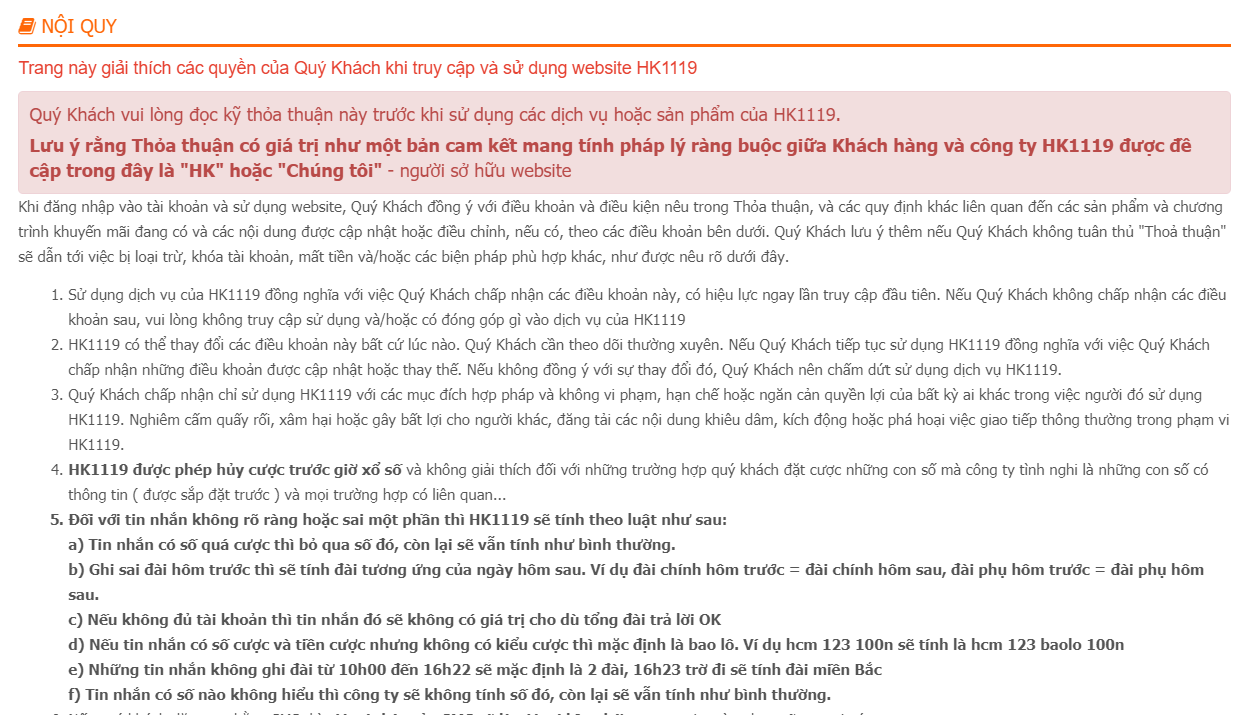 NỘI QUY
Trang này giải thích các quyền của Quý Khách khi truy cập và sử dụng website HK1119
Quý Khách vui lòng đọc kỹ thỏa thuận này trước khi sử dụng các dịch vụ hoặc sản phẩm của HK1119.
Lưu ý rằng Thỏa thuận có giá trị như một bản cam kết mang tính pháp lý ràng buộc giữa Khách hàng và công ty HK1119 được đề
cập trong đây là "HK" hoặc "Chúng tôi" - người sở hữu website
Khi đăng nhập vào tài khoản và sử dụng website, Quý Khách đồng ý với điều khoản và điều kiện nêu trong Thỏa thuận, và các quy định khác liên quan đến các sản phẩm và chương
trình khuyến mãi đang có và các nội dung được cập nhật hoặc điều chỉnh, nếu có, theo các điều khoản bên dưới. Quý Khách lưu ý thêm nếu Quý Khách không tuân thủ "Thoả thuận"
sẽ dẫn tới việc bị loại trừ, khóa tài khoản, mất tiền và/hoặc các biện pháp phù hợp khác, như được nêu rõ dưới đây.
1. Sử dụng dịch vụ của HK1119 đồng nghĩa với việc Quý Khách chấp nhận các điều khoản này, có hiệu lực ngay lần truy cập đầu tiên. Nếu Quý Khách không chấp nhận các điều
khoản sau, vui lòng không truy cập sử dụng và/hoặc có đóng góp gì vào dịch vụ của HK1119
2. HK1119 có thể thay đổi các điều khoản này bất cứ lúc nào. Quý Khách cần theo dõi thường xuyên. Nếu Quý Khách tiếp tục sử dụng HK1119 đồng nghĩa với việc Quý Khách
chấp nhận những điều khoản được cập nhật hoặc thay thế. Nếu không đồng ý với sự thay đổi đó, Quý Khách nên chấm dứt sử dụng dịch vụ HK1119.
3. Quý Khách chấp nhận chỉ sử dụng HK1119 với các mục đích hợp pháp và không vi phạm, hạn chế hoặc ngăn cản quyền lợi của bất kỳ ai khác trong việc người đó sử dụng
HK1119. Nghiêm cấm quấy rối, xâm hại hoặc gây bất lợi cho người khác, đăng tải các nội dung khiêu dâm, kích động hoặc phá hoại việc giao tiếp thông thường trong phạm vi
HK1119.
4. HK1119 được phép hủy cược trước giờ xổ số và không giải thích đối với những trường hợp quý khách đặt cược những con số mà công ty tình nghi là những con số có
thông tin ( được sắp đặt trước ) và mọi trường hợp có liên quan...
5. Đối với tin nhắn không rõ ràng hoặc sai một phần thì HK1119 sẽ tính theo luật như sau:
a) Tin nhắn có số quá cược thì bỏ qua số đó, còn lại sẽ vẫn tính như bình thường.
b) Ghi sai đài hôm trước thì sẽ tính đài tương ứng của ngày hôm sau. Ví dụ đài chính hôm trước = đài chính hôm sau, đài phụ hôm trước = đài phụ hôm
sau.
c) Nếu không đủ tài khoản thì tin nhắn đó sẽ không có giá trị cho dù tổng đài trả lời OK
d) Nếu tin nhắn có số cược và tiền cược nhưng không có kiểu cược thì mặc định là bao lô. Ví dụ hcm 123 100n sẽ tính là hcm 123 baolo 100n
e) Những tin nhắn không ghi đài từ 10h00 đến 16h22 sẽ mặc định là 2 đài, 16h23 trở đi sẽ tính đài miền Bắc
f) Tin nhắn có số nào không hiểu thì công ty sẽ không tính số đó, còn lại sẽ vẫn tính như bình thường.